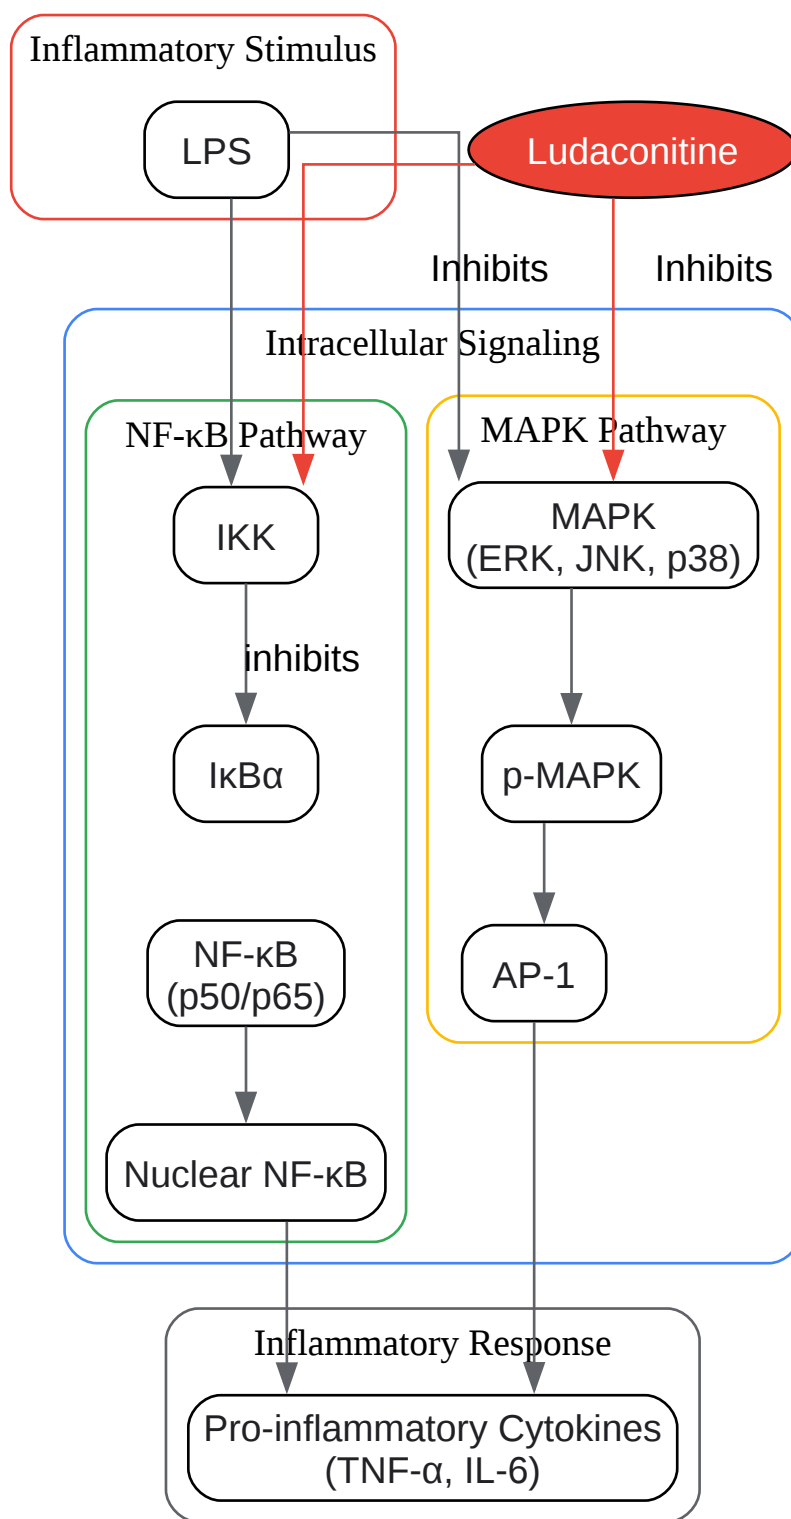 Inflammatory Stimulus
LPS
Ludaconitine
Inhibits
Inhibits
Intracellular Signaling
NF-κB Pathway
MAPK Pathway
IKK
MAPK
(ERK, JNK, p38)
inhibits
IκBα
p-MAPK
NF-κB
(p50/p65)
AP-1
Nuclear NF-κB
Inflammatory Response
Pro-inflammatory Cytokines
(TNF-α, IL-6)